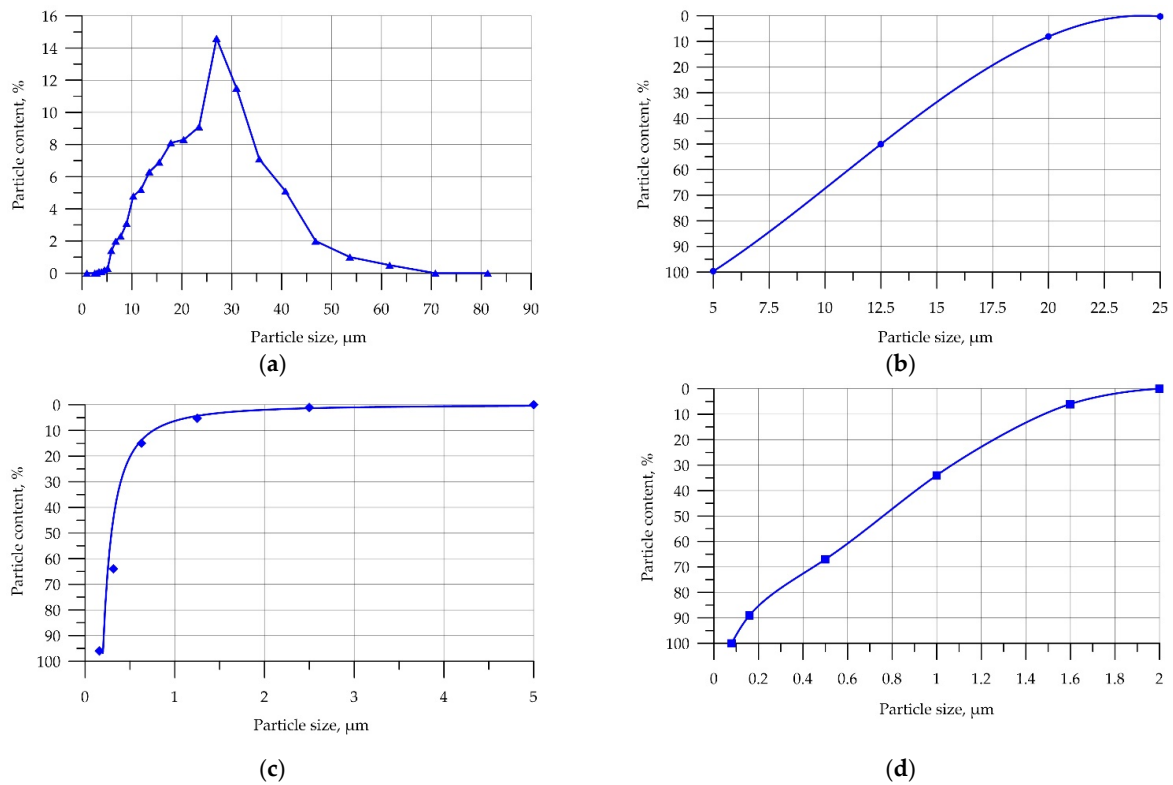 16
14
12
10
8
6
4
2
0
Particle content, %
0 10 20 30 40 50 60 70 80 90
Particle size, μm
(a)
0
10
20
30
40
50
60
70
80
90
100
Particle content, %
5 7.5 10 12.5 15 17.5 20 22.5 25
Particle size, μm
(b)
0
10
20
30
40
50
60
70
80
90
100
Particle content, %
0 1 2 3 4 5
Particle size, μm
(c)
0
10
20
30
40
50
60
70
80
90
100
Particle content, %
0 0.2 0.4 0.6 0.8 1 1.2 1.4 1.6 1.8 2
Particle size, μm
(d)